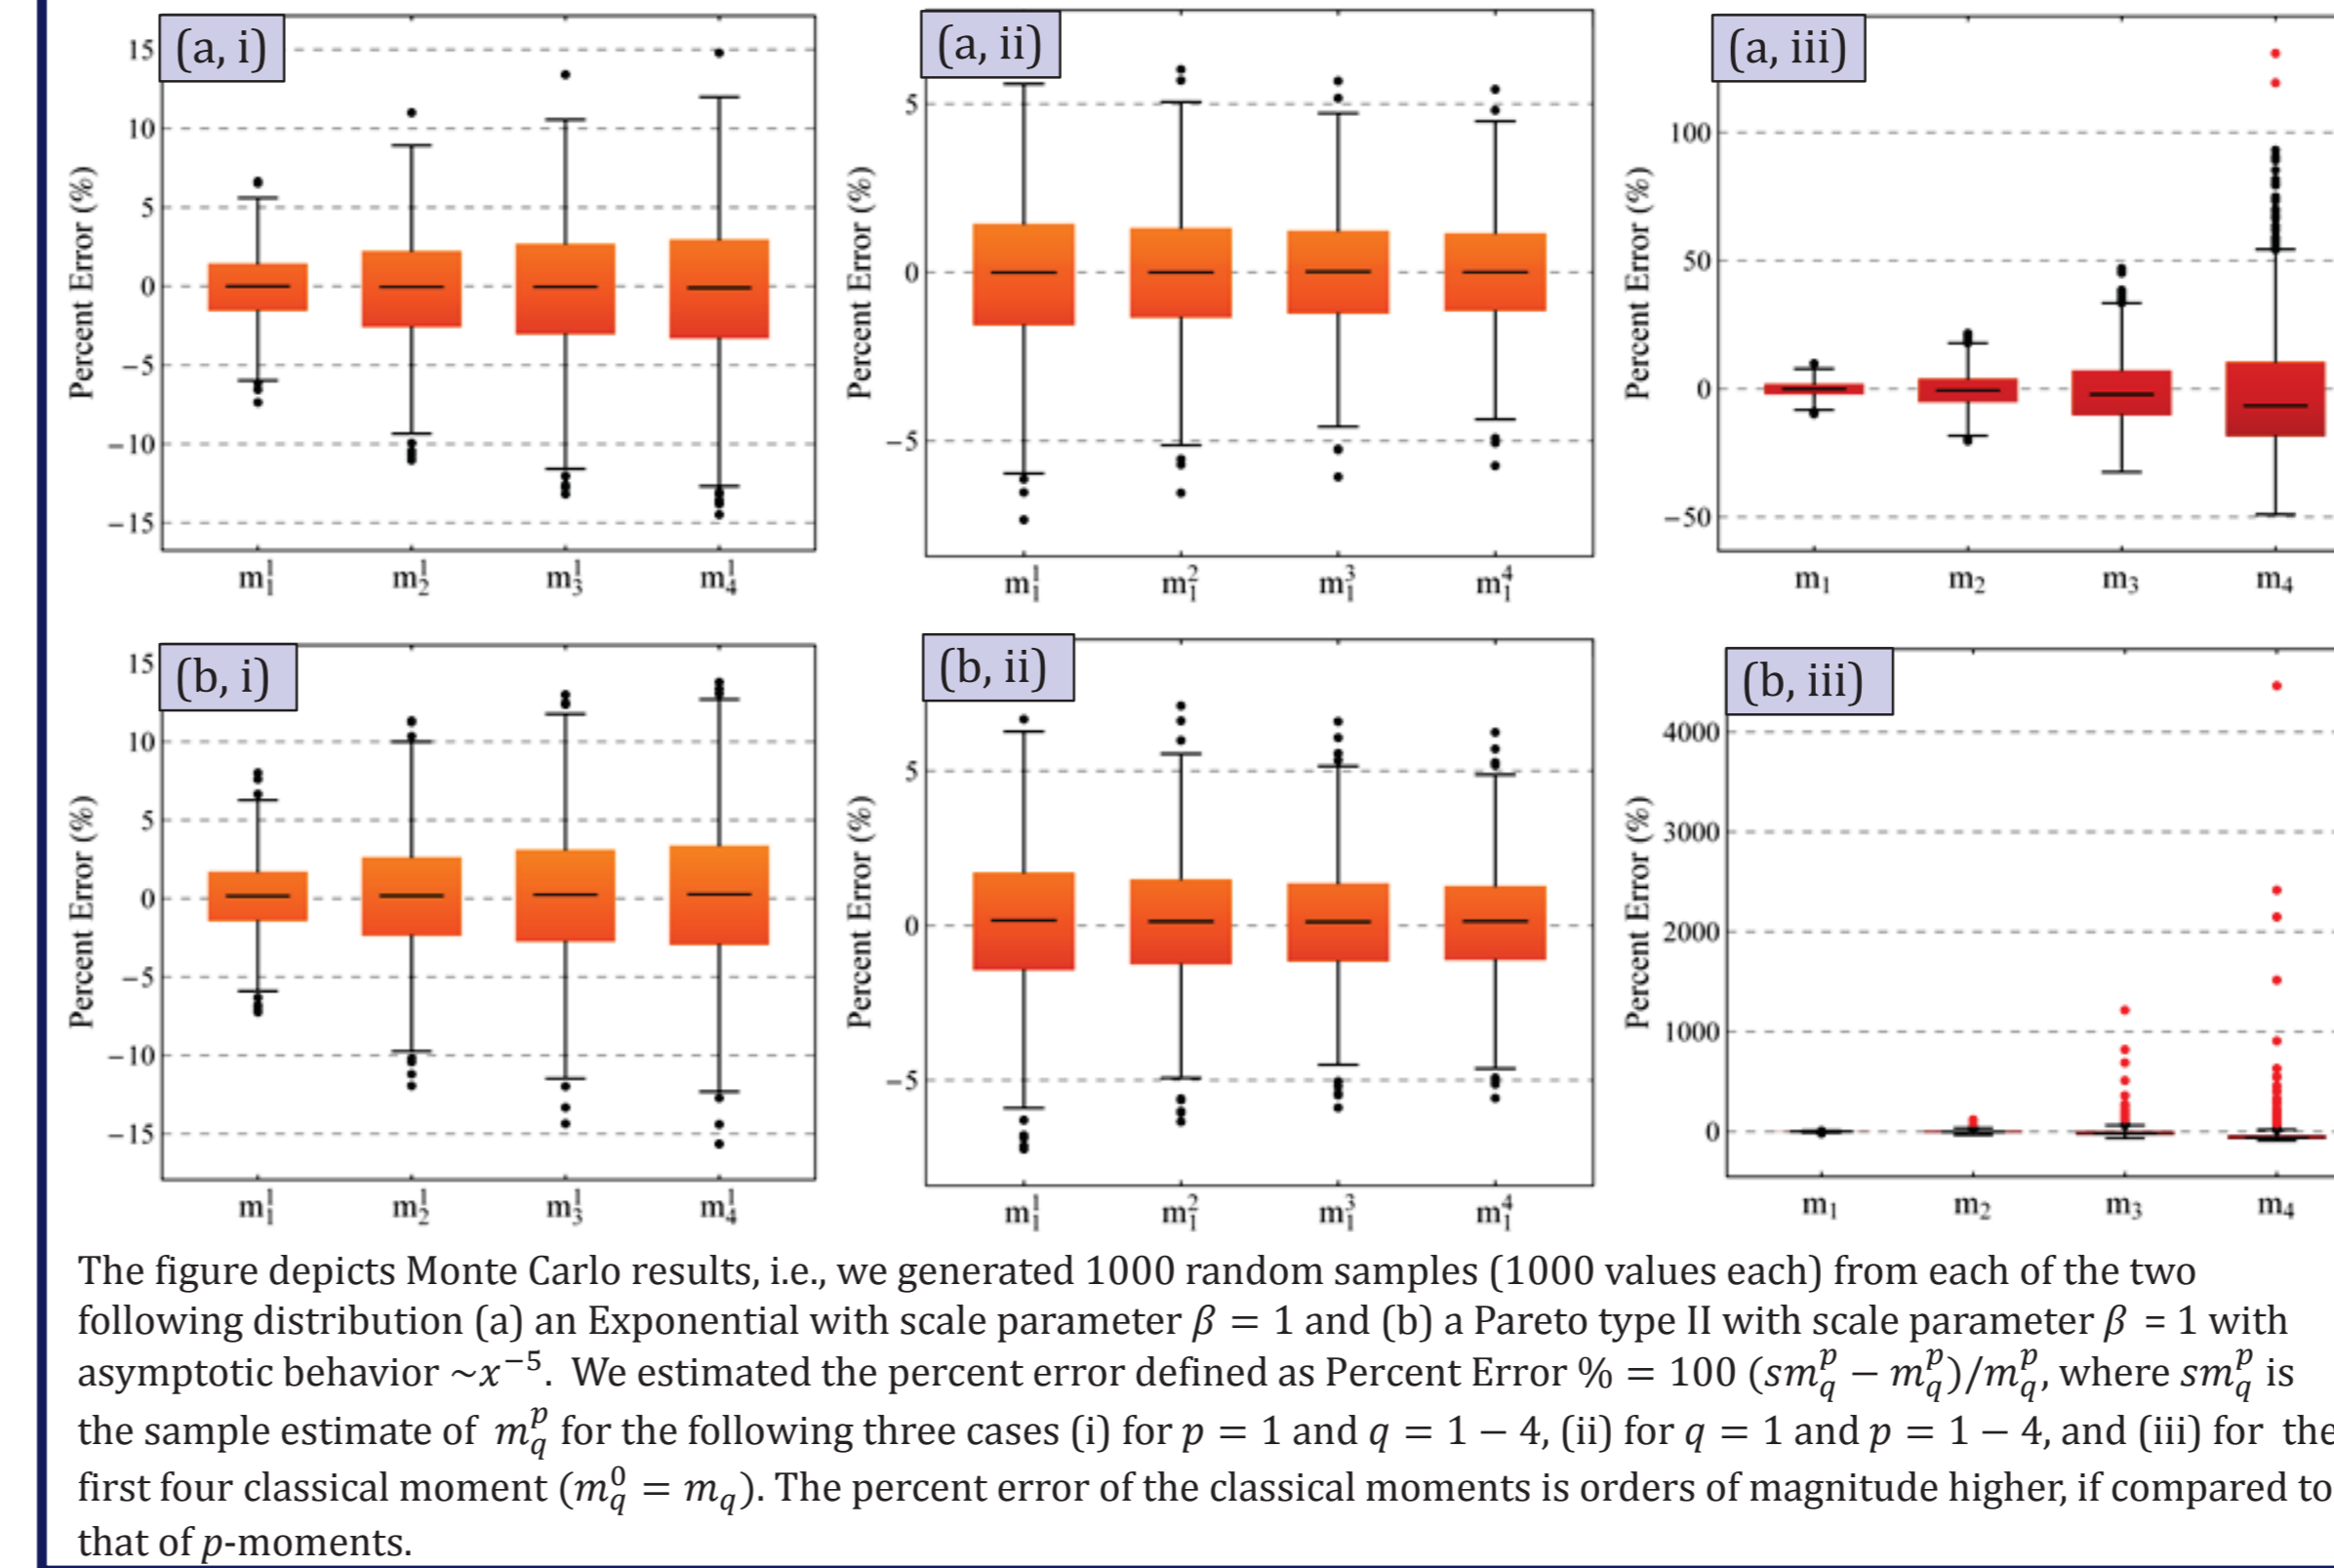 (a, i)
Percent Error (%)
15
10
5
0
−5
−10
−15
m₁¹ m₂¹ m₃¹ m₄¹
(a, ii)
Percent Error (%)
5
0
−5
m₁¹ m₁² m₁³ m₁⁴
(a, iii)
Percent Error (%)
100
50
0
−50
m₁ m₂ m₃ m₄
(b, i)
Percent Error (%)
15
10
5
0
−5
−10
−15
m₁¹ m₂¹ m₃¹ m₄¹
(b, ii)
Percent Error (%)
5
0
−5
m₁¹ m₁² m₁³ m₁⁴
(b, iii)
Percent Error (%)
4000
3000
2000
1000
0
m₁ m₂ m₃ m₄
The figure depicts Monte Carlo results, i.e., we generated 1000 random samples (1000 values each) from each of the two
following distribution (a) an Exponential with scale parameter β = 1 and (b) a Pareto type II with scale parameter β = 1 with
asymptotic behavior ~x⁻⁵. We estimated the percent error defined as Percent Error % = 100 (sm_q^p − m_q^p)/m_q^p, where sm_q^p is
the sample estimate of m_q^p for the following three cases (i) for p = 1 and q = 1 − 4, (ii) for q = 1 and p = 1 − 4, and (iii) for the
first four classical moment (m_q^0 = m_q). The percent error of the classical moments is orders of magnitude higher, if compared to
that of p-moments.